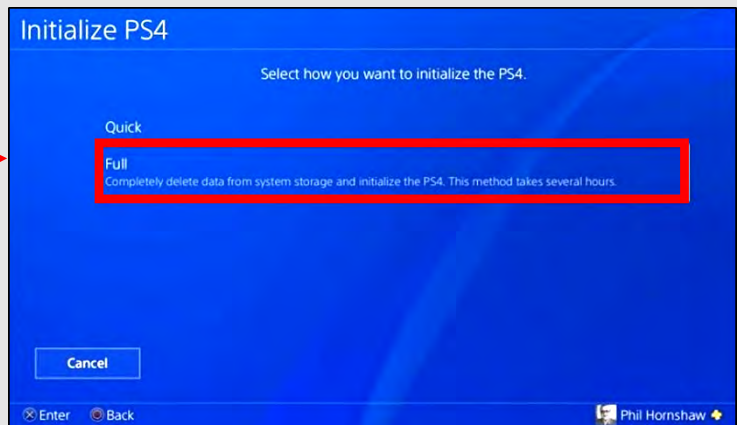 Initialize PS4
Select how you want to initialize the PS4.
Quick
Full
Completely delete data from system storage and initialize the PS4. This method takes several hours.
Cancel
Enter Back Phil Hornshaw